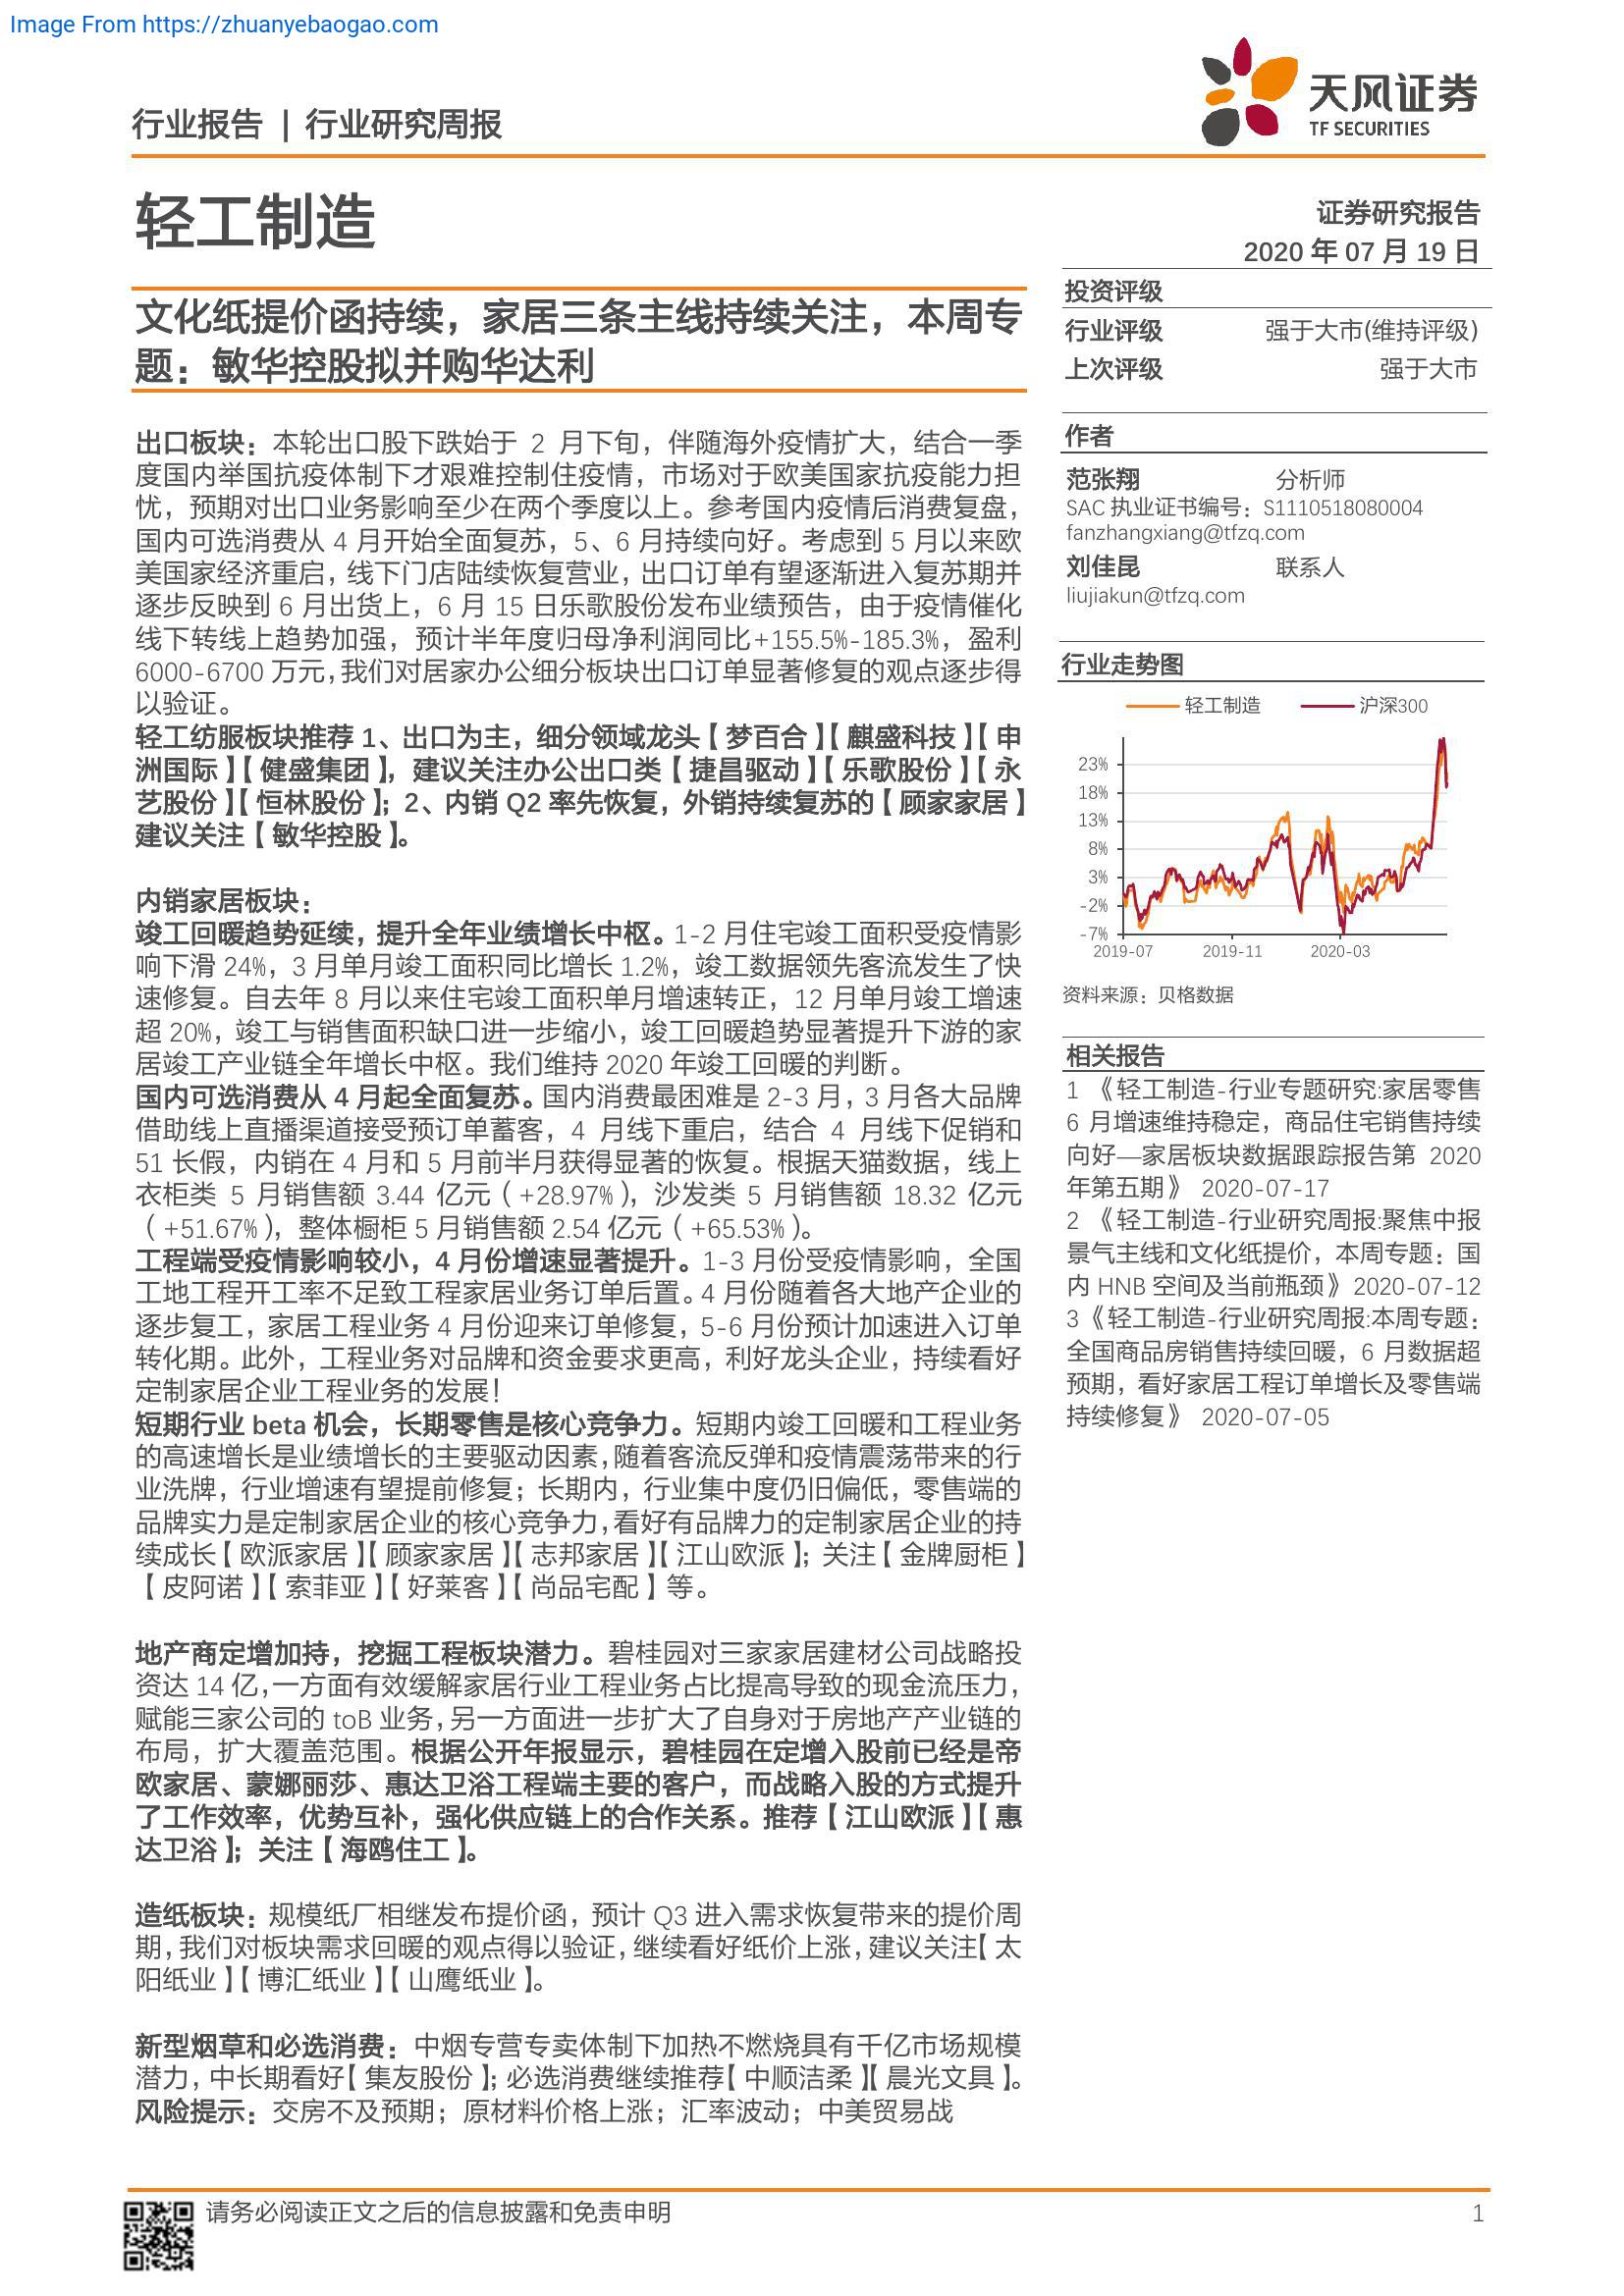 Image From https://zhuanyebaogao.com
行业报告 | 行业研究周报
天风证券
TF SECURITIES
轻工制造
证券研究报告
2020 年 07 月 19 日
文化纸提价函持续，家居三条主线持续关注，本周专
题：敏华控股拟并购华达利
出口板块：本轮出口股下跌始于 2 月下旬，伴随海外疫情扩大，结合一季
度国内举国抗疫体制下才艰难控制住疫情，市场对于欧美国家抗疫能力担
忧，预期对出口业务影响至少在两个季度以上。参考国内疫情后消费复盘，
国内可选消费从 4 月开始全面复苏，5、6 月持续向好。考虑到 5 月以来欧
美国家经济重启，线下门店陆续恢复营业，出口订单有望逐渐进入复苏期并
逐步反映到 6 月出货上，6 月 15 日乐歌股份发布业绩预告，由于疫情催化
线下转线上趋势加强，预计半年度归母净利润同比+155.5%-185.3%，盈利
6000-6700 万元，我们对居家办公细分板块出口订单显著修复的观点逐步得
以验证。
轻工纺服板块推荐 1、出口为主，细分领域龙头【梦百合】【麒盛科技】【申
洲国际】【健盛集团】，建议关注办公出口类【捷昌驱动】【乐歌股份】【永
艺股份】【恒林股份】；2、内销 Q2 率先恢复，外销持续复苏的【顾家家居】
建议关注【敏华控股】。
内销家居板块：
竣工回暖趋势延续，提升全年业绩增长中枢。1-2 月住宅竣工面积受疫情影
响下滑 24%，3 月单月竣工面积同比增长 1.2%，竣工数据领先客流发生了快
速修复。自去年 8 月以来住宅竣工面积单月增速转正，12 月单月竣工增速
超 20%，竣工与销售面积缺口进一步缩小，竣工回暖趋势显著提升下游的家
居竣工产业链全年增长中枢。我们维持 2020 年竣工回暖的判断。
国内可选消费从 4 月起全面复苏。国内消费最困难是 2-3 月，3 月各大品牌
借助线上直播渠道接受预订单蓄客，4 月线下重启，结合 4 月线下促销和
51 长假，内销在 4 月和 5 月前半月获得显著的恢复。根据天猫数据，线上
衣柜类 5 月销售额 3.44 亿元（+28.97%），沙发类 5 月销售额 18.32 亿元
（+51.67%），整体橱柜 5 月销售额 2.54 亿元（+65.53%）。
工程端受疫情影响较小，4 月份增速显著提升。1-3 月份受疫情影响，全国
工地工程开工率不足致工程家居业务订单后置。4 月份随着各大地产企业的
逐步复工，家居工程业务 4 月份迎来订单修复，5-6 月份预计加速进入订单
转化期。此外，工程业务对品牌和资金要求更高，利好龙头企业，持续看好
定制家居企业工程业务的发展！
短期行业 beta 机会，长期零售是核心竞争力。短期内竣工回暖和工程业务
的高速增长是业绩增长的主要驱动因素，随着客流反弹和疫情震荡带来的行
业洗牌，行业增速有望提前修复；长期内，行业集中度仍旧偏低，零售端的
品牌实力是定制家居企业的核心竞争力，看好有品牌力的定制家居企业的持
续成长【欧派家居】【顾家家居】【志邦家居】【江山欧派】；关注【金牌厨柜】
【皮阿诺】【索菲亚】【好莱客】【尚品宅配】等。
地产商定增加持，挖掘工程板块潜力。碧桂园对三家家居建材公司战略投
资达 14 亿，一方面有效缓解家居行业工程业务占比提高导致的现金流压力，
赋能三家公司的 toB 业务，另一方面进一步扩大了自身对于房地产产业链的
布局，扩大覆盖范围。根据公开年报显示，碧桂园在定增入股前已经是帝
欧家居、蒙娜丽莎、惠达卫浴工程端主要的客户，而战略入股的方式提升
了工作效率，优势互补，强化供应链上的合作关系。推荐【江山欧派】【惠
达卫浴】；关注【海鸥住工】。
造纸板块：规模纸厂相继发布提价函，预计 Q3 进入需求恢复带来的提价周
期，我们对板块需求回暖的观点得以验证，继续看好纸价上涨，建议关注【太
阳纸业】【博汇纸业】【山鹰纸业】。
新型烟草和必选消费：中烟专营专卖体制下加热不燃烧具有千亿市场规模
潜力，中长期看好【集友股份】；必选消费继续推荐【中顺洁柔】【晨光文具】。
风险提示：交房不及预期；原材料价格上涨；汇率波动；中美贸易战
投资评级
行业评级 强于大市(维持评级)
上次评级 强于大市
作者
范张翔 分析师
SAC 执业证书编号：S1110518080004
fanzhangxiang@tfzq.com
刘佳昆 联系人
liujiakun@tfzq.com
行业走势图
轻工制造 沪深300
23%
18%
13%
8%
3%
-2%
-7%
2019-07 2019-11 2020-03
资料来源：贝格数据
相关报告
1 《轻工制造-行业专题研究:家居零售
6 月增速维持稳定，商品住宅销售持续
向好—家居板块数据跟踪报告第 2020
年第五期》 2020-07-17
2 《轻工制造-行业研究周报:聚焦中报
景气主线和文化纸提价，本周专题：国
内 HNB 空间及当前瓶颈》 2020-07-12
3 《轻工制造-行业研究周报:本周专题：
全国商品房销售持续回暖，6 月数据超
预期，看好家居工程订单增长及零售端
持续修复》 2020-07-05
请务必阅读正文之后的信息披露和免责申明
1